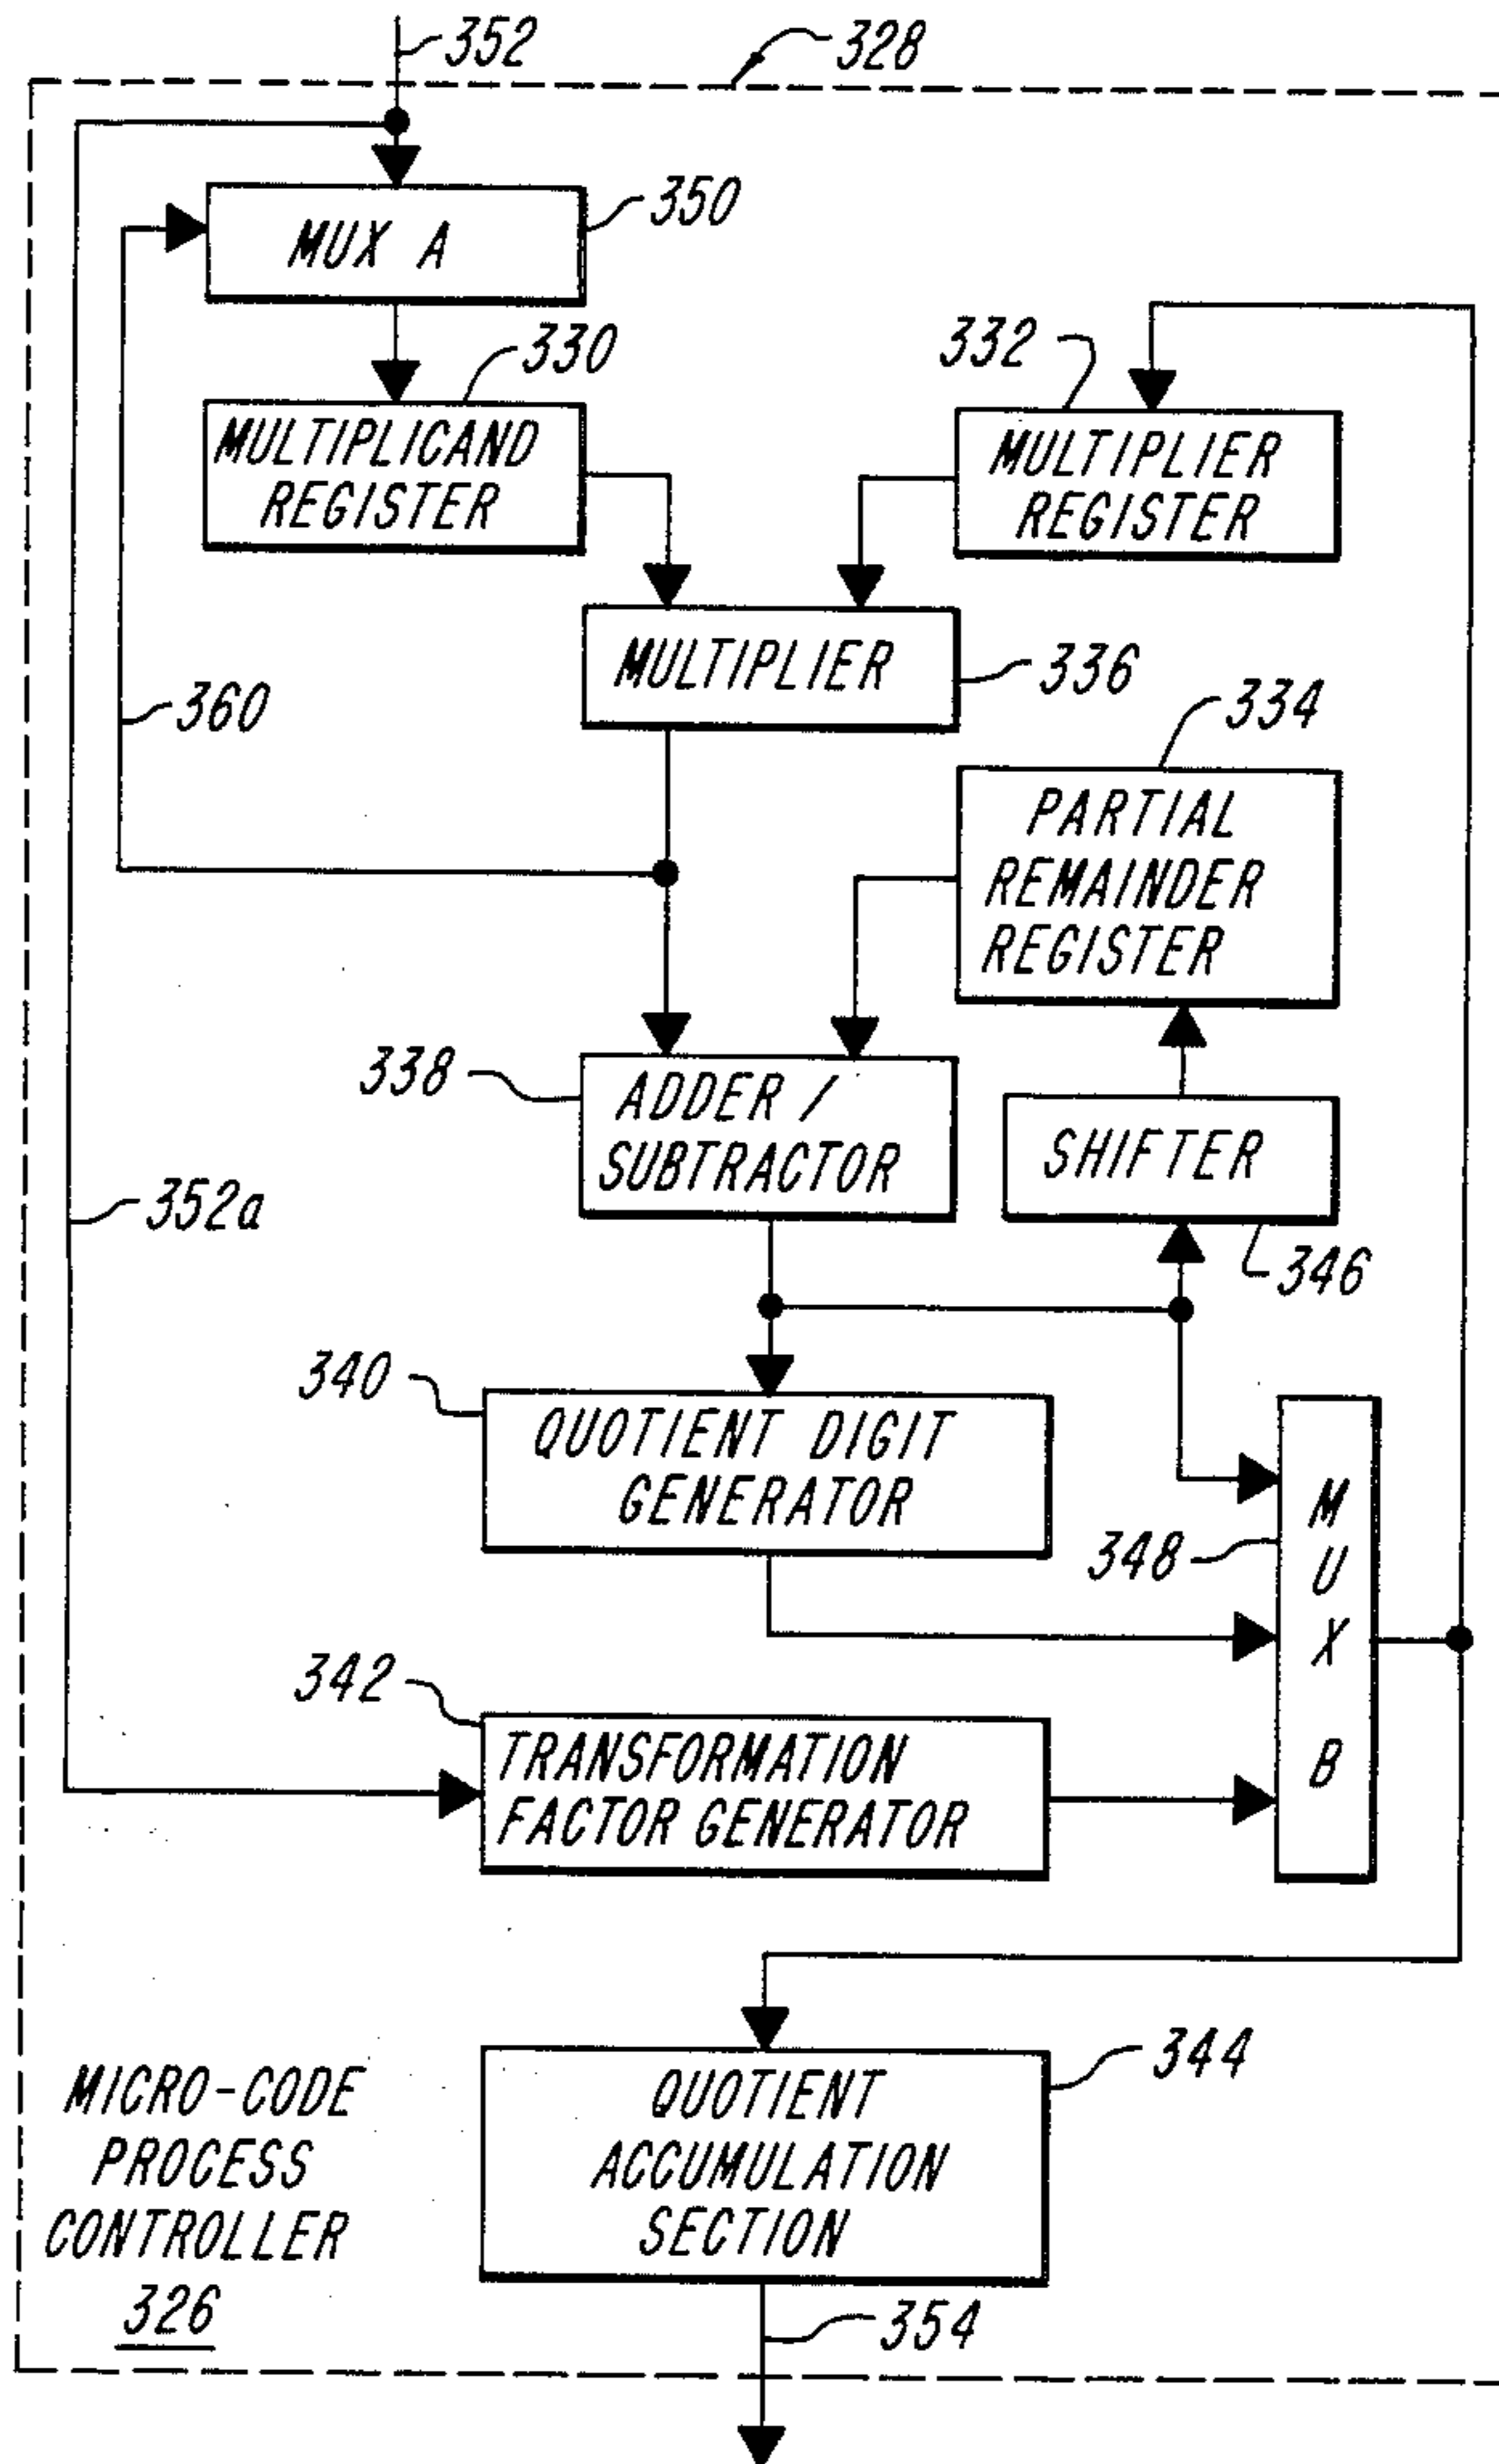 352
328
350
MUX A
330
332
MULTIPLICAND
REGISTER
MULTIPLIER
REGISTER
MULTIPLIER
336
360
334
PARTIAL
REMAINDER
REGISTER
338
ADDER /
SUBTRACTOR
SHIFTER
352a
346
340
QUOTIENT DIGIT
GENERATOR
348
M
U
X
B
342
TRANSFORMATION
FACTOR GENERATOR
344
QUOTIENT
ACCUMULATION
SECTION
MICRO-CODE
PROCESS
CONTROLLER
326
354